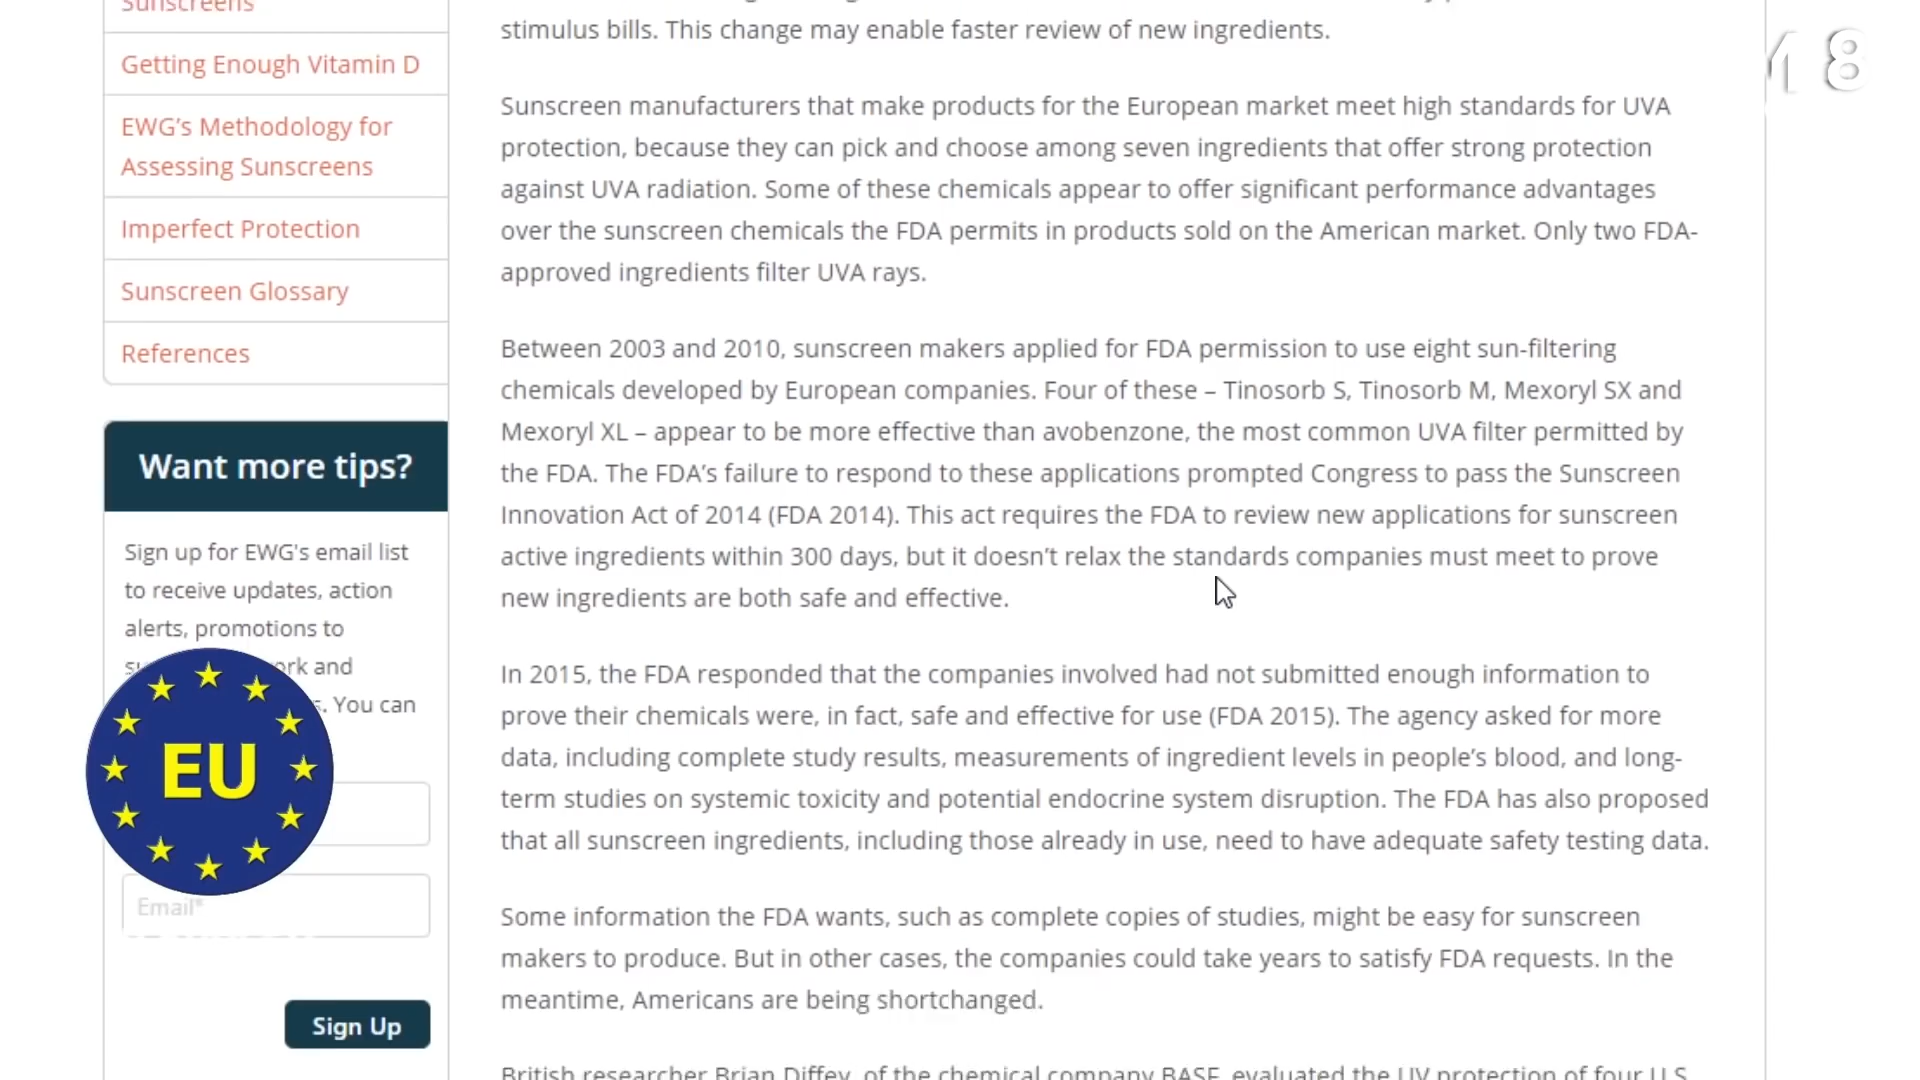 Sunscreens
Getting Enough Vitamin D
EWG's Methodology for
Assessing Sunscreens
Imperfect Protection
Sunscreen Glossary
References
Want more tips?
Sign up for EWG's email list
to receive updates, action
alerts, promotions to
and
You can
EU
Email*
Sign Up
stimulus bills. This change may enable faster review of new ingredients.
Sunscreen manufacturers that make products for the European market meet high standards for UVA
protection, because they can pick and choose among seven ingredients that offer strong protection
against UVA radiation. Some of these chemicals appear to offer significant performance advantages
over the sunscreen chemicals the FDA permits in products sold on the American market. Only two FDA-
approved ingredients filter UVA rays.
Between 2003 and 2010, sunscreen makers applied for FDA permission to use eight sun-filtering
chemicals developed by European companies. Four of these – Tinosorb S, Tinosorb M, Mexoryl SX and
Mexoryl XL – appear to be more effective than avobenzone, the most common UVA filter permitted by
the FDA. The FDA's failure to respond to these applications prompted Congress to pass the Sunscreen
Innovation Act of 2014 (FDA 2014). This act requires the FDA to review new applications for sunscreen
active ingredients within 300 days, but it doesn't relax the standards companies must meet to prove
new ingredients are both safe and effective.
In 2015, the FDA responded that the companies involved had not submitted enough information to
prove their chemicals were, in fact, safe and effective for use (FDA 2015). The agency asked for more
data, including complete study results, measurements of ingredient levels in people's blood, and long-
term studies on systemic toxicity and potential endocrine system disruption. The FDA has also proposed
that all sunscreen ingredients, including those already in use, need to have adequate safety testing data.
Some information the FDA wants, such as complete copies of studies, might be easy for sunscreen
makers to produce. But in other cases, the companies could take years to satisfy FDA requests. In the
meantime, Americans are being shortchanged.
British researcher Brian Diffey, of the chemical company BASF, evaluated the UV protection of four U.S.
8